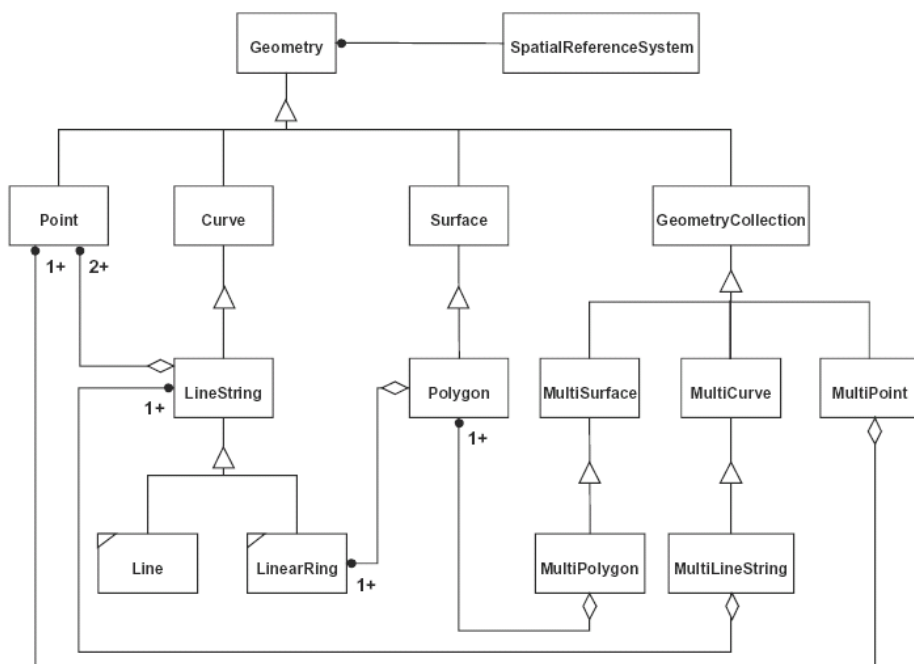 Geometry
SpatialReferenceSystem
Point
Curve
Surface
GeometryCollection
1+
2+
LineString
1+
Polygon
1+
MultiSurface
MultiCurve
MultiPoint
Line
LinearRing
1+
MultiPolygon
MultiLineString